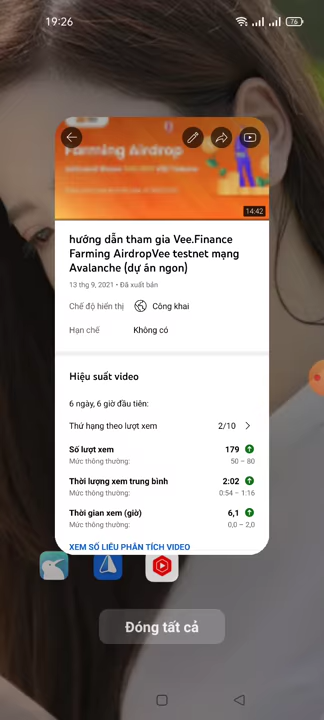 19:26
76
Farming Airdrop
14:42
hướng dẫn tham gia Vee.Finance
Farming AirdropVee testnet mạng
Avalanche (dự án ngon)
13 thg 9, 2021 • Đã xuất bản
Chế độ hiển thị Công khai
Hạn chế Không có
Hiệu suất video
6 ngày, 6 giờ đầu tiên:
Thứ hạng theo lượt xem 2/10
Số lượt xem 179
Mức thông thường: 50 – 80
Thời lượng xem trung bình 2:02
Mức thông thường: 0:54 – 1:16
Thời gian xem (giờ) 6,1
Mức thông thường: 0,0 – 2,0
XEM SỐ LIỆU PHÂN TÍCH VIDEO
Đóng tất cả